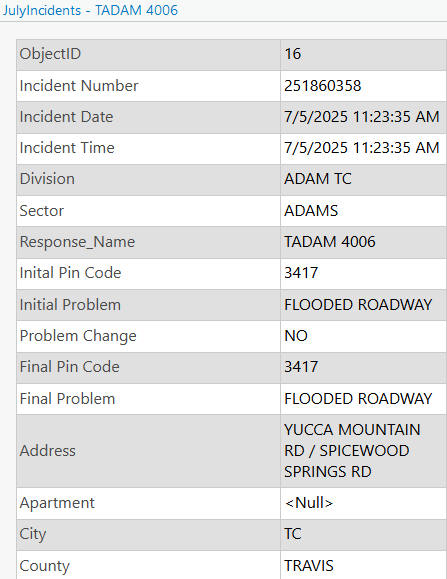 JulyIncidents - TADAM 4006
ObjectID 16
Incident Number 251860358
Incident Date 7/5/2025 11:23:35 AM
Incident Time 7/5/2025 11:23:35 AM
Division ADAM TC
Sector ADAMS
Response_Name TADAM 4006
Inital Pin Code 3417
Initial Problem FLOODED ROADWAY
Problem Change NO
Final Pin Code 3417
Final Problem FLOODED ROADWAY
Address YUCCA MOUNTAIN
RD / SPICEWOOD
SPRINGS RD
Apartment <Null>
City TC
County TRAVIS